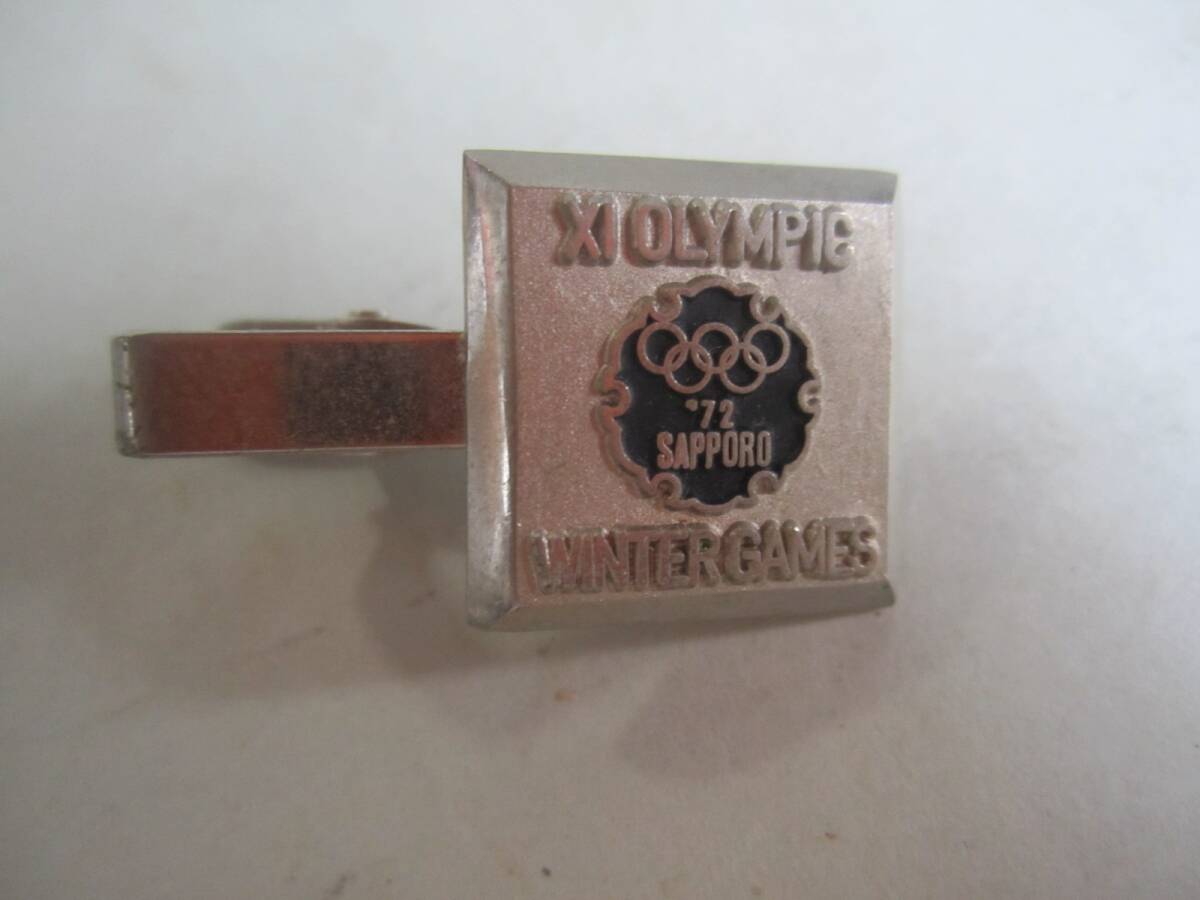 XI OLYMPIC
'72
SAPPORO
WINTER GAMES